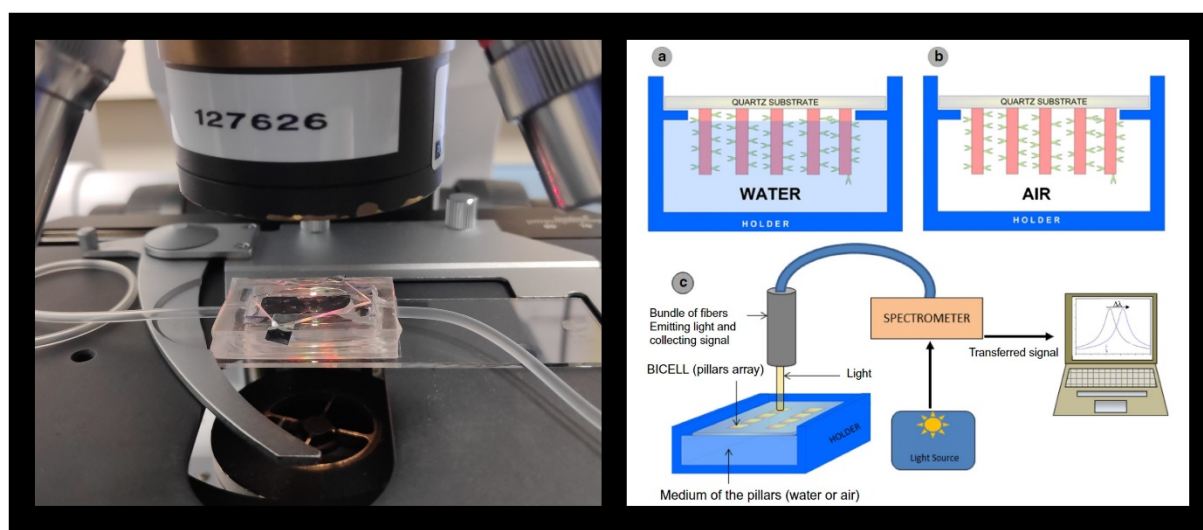 127626
a
b
QUARTZ SUBSTRATE
QUARTZ SUBSTRATE
WATER
AIR
HOLDER
HOLDER
c
Bundle of fibers
Emitting light and
collecting signal
SPECTROMETER
Δλ
Transferred signal
BICELL (pillars array)
Light
HOLDER
Light Source
Medium of the pillars (water or air)